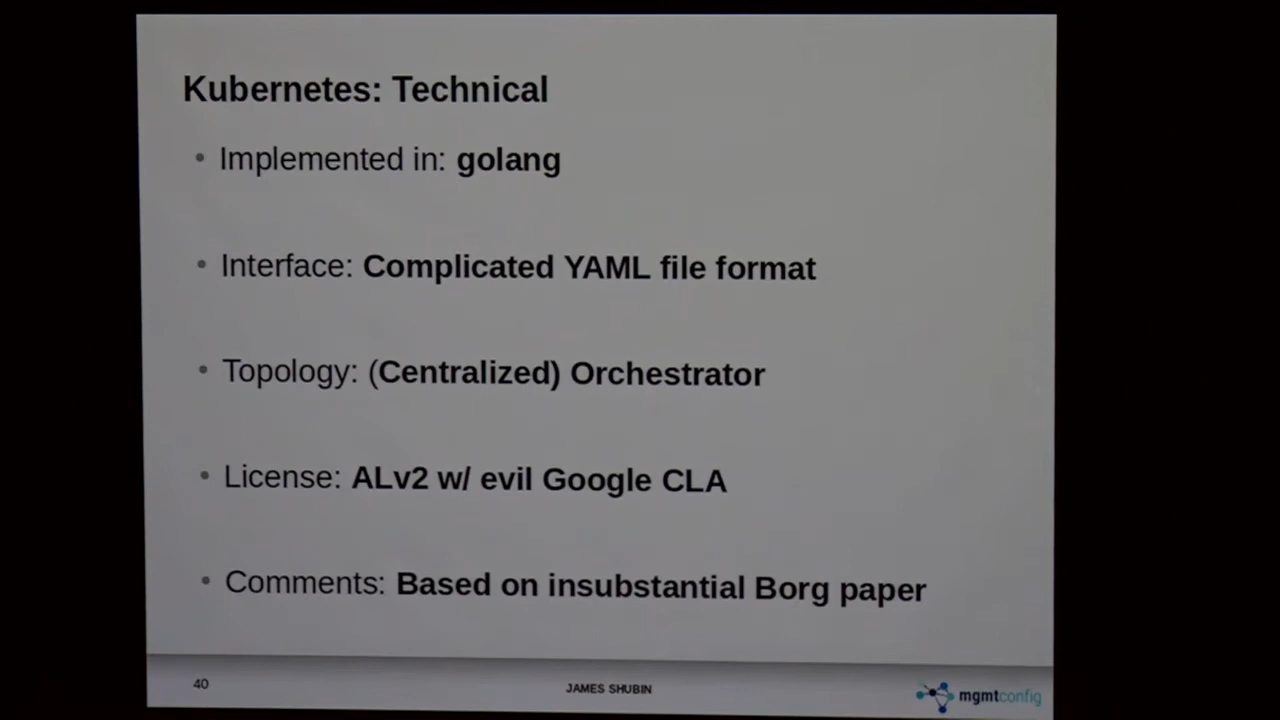 Kubernetes: Technical
• Implemented in: golang
• Interface: Complicated YAML file format
• Topology: (Centralized) Orchestrator
• License: ALv2 w/ evil Google CLA
• Comments: Based on insubstantial Borg paper
40
JAMES SHUBIN
mgmtconfig